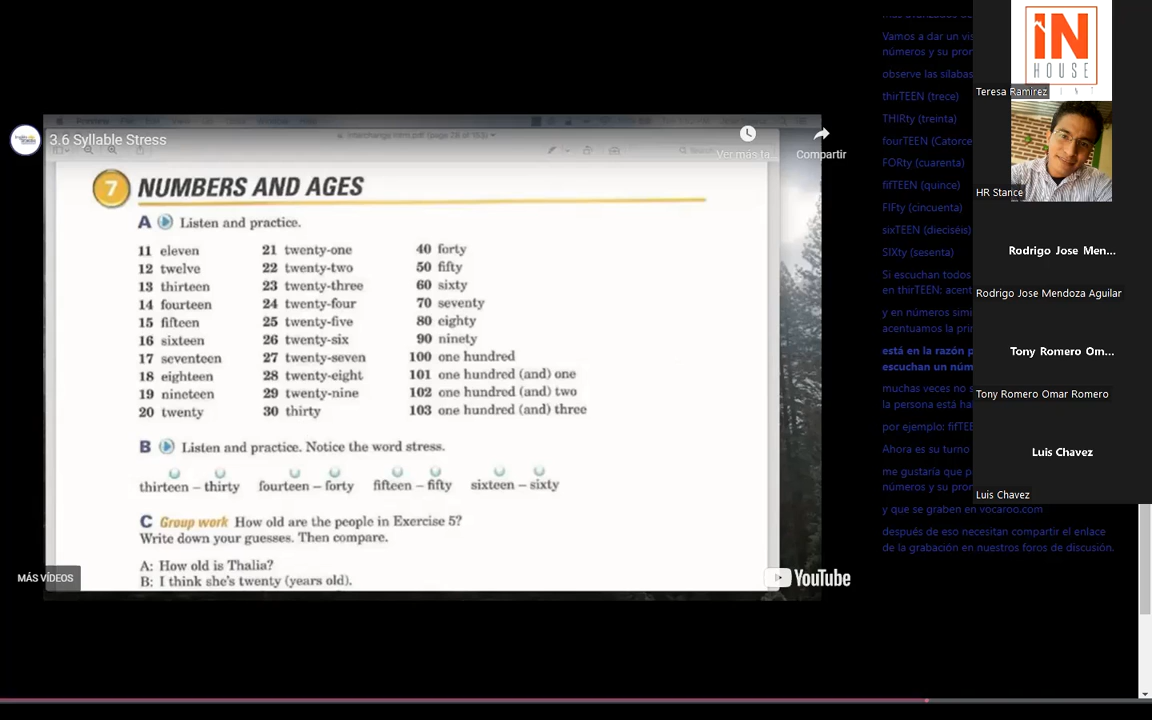 3.6 Syllable Stress
Ver más ta
Compartir
7 NUMBERS AND AGES
A Listen and practice.
11 eleven 21 twenty-one 40 forty
12 twelve 22 twenty-two 50 fifty
13 thirteen 23 twenty-three 60 sixty
14 fourteen 24 twenty-four 70 seventy
15 fifteen 25 twenty-five 80 eighty
16 sixteen 26 twenty-six 90 ninety
17 seventeen 27 twenty-seven 100 one hundred
18 eighteen 28 twenty-eight 101 one hundred (and) one
19 nineteen 29 twenty-nine 102 one hundred (and) two
20 twenty 30 thirty 103 one hundred (and) three
B Listen and practice. Notice the word stress.
thirteen – thirty fourteen – forty fifteen – fifty sixteen – sixty
C Group work How old are the people in Exercise 5?
Write down your guesses. Then compare.
A: How old is Thalia?
B: I think she's twenty (years old).
MÁS VÍDEOS
YouTube
Vamos a dar un vis
números y su pron
observe las sílabas
thirTEEN (trece)
THIRty (treinta)
fourTEEN (Catorce
FORty (cuarenta)
fifTEEN (quince)
FIFty (cincuenta)
sixTEEN (dieciséis)
SIXty (sesenta)
Si escuchan todos
en thirTEEN; acent
y en números simi
acentuamos la prin
está en la razón p
escuchan un núm
muchas veces no s
la persona está ha
por ejemplo: fifTEE
Ahora es su turno
me gustaría que p
números y su pron
y que se graben en vocaroo.com
después de eso necesitan compartir el enlace
de la grabación en nuestros foros de discusión.
iN
HOUSE
Teresa Ramirez
HR Stance
Rodrigo Jose Men...
Rodrigo Jose Mendoza Aguilar
Tony Romero Om...
Tony Romero Omar Romero
Luis Chavez
Luis Chavez